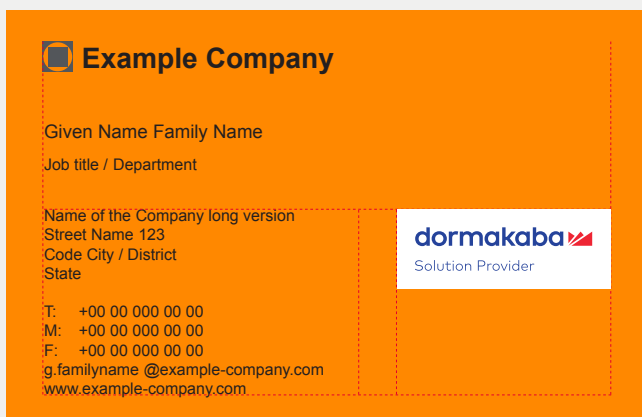 Example Company
Given Name Family Name
Job title / Department
Name of the Company long version
Street Name 123
Code City / District
State
T: +00 00 000 00 00
M: +00 00 000 00 00
F: +00 00 000 00 00
g.familyname @example-company.com
www.example-company.com
dormakaba
Solution Provider